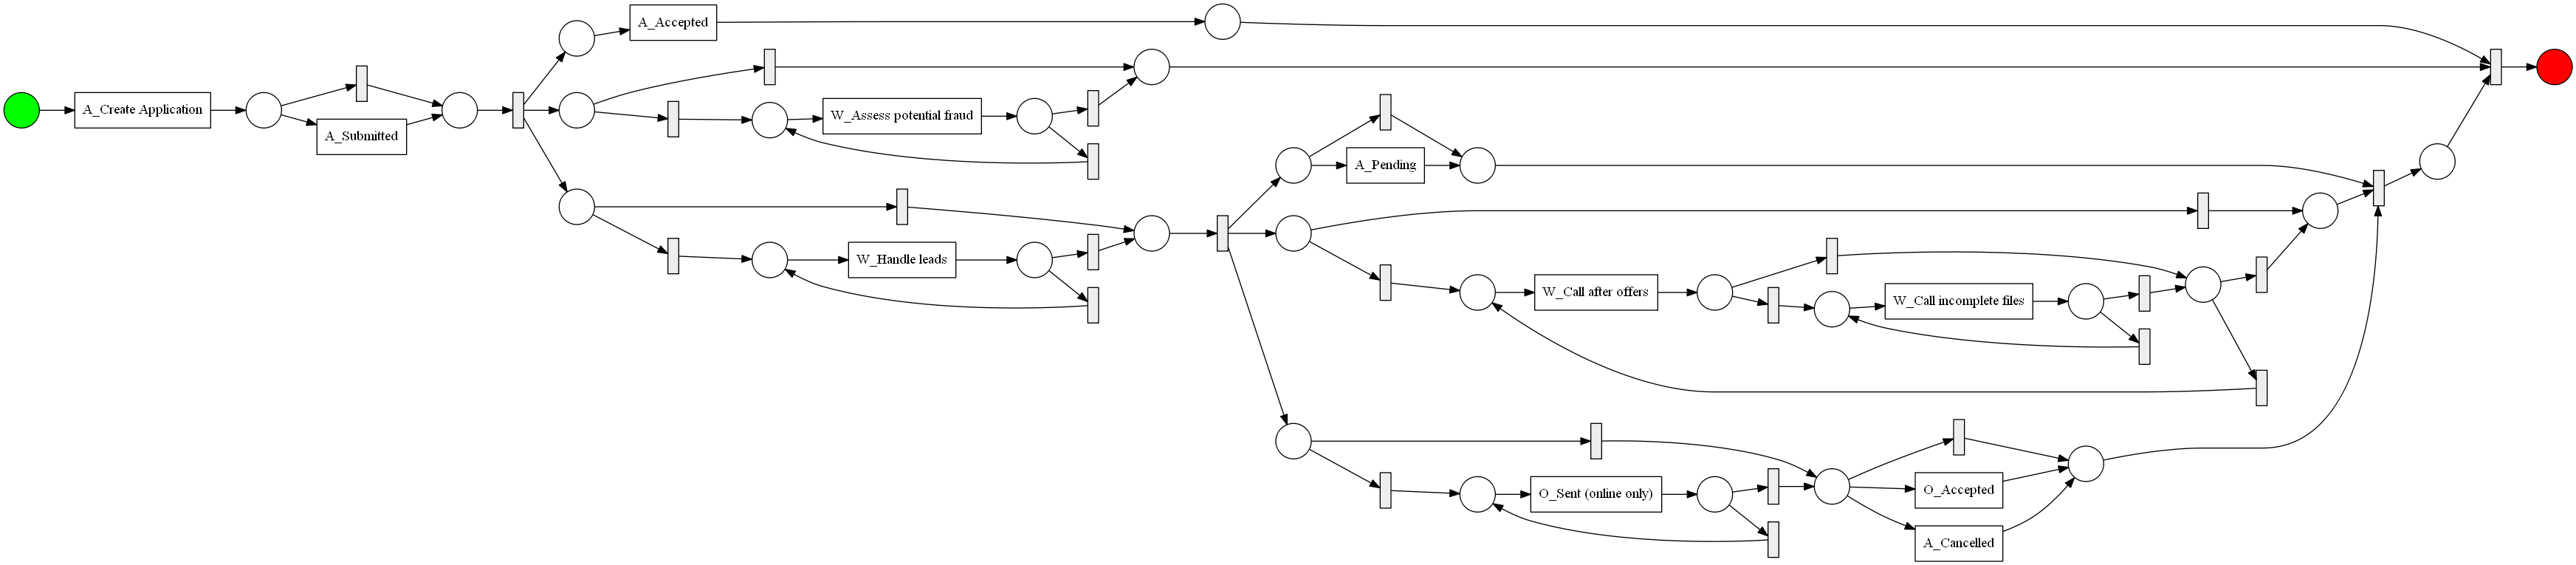 A_Accepted
A_Create Application
A_Submitted
W_Assess potential fraud
A_Pending
W_Handle leads
W_Call after offers
W_Call incomplete files
O_Sent (online only)
O_Accepted
A_Cancelled